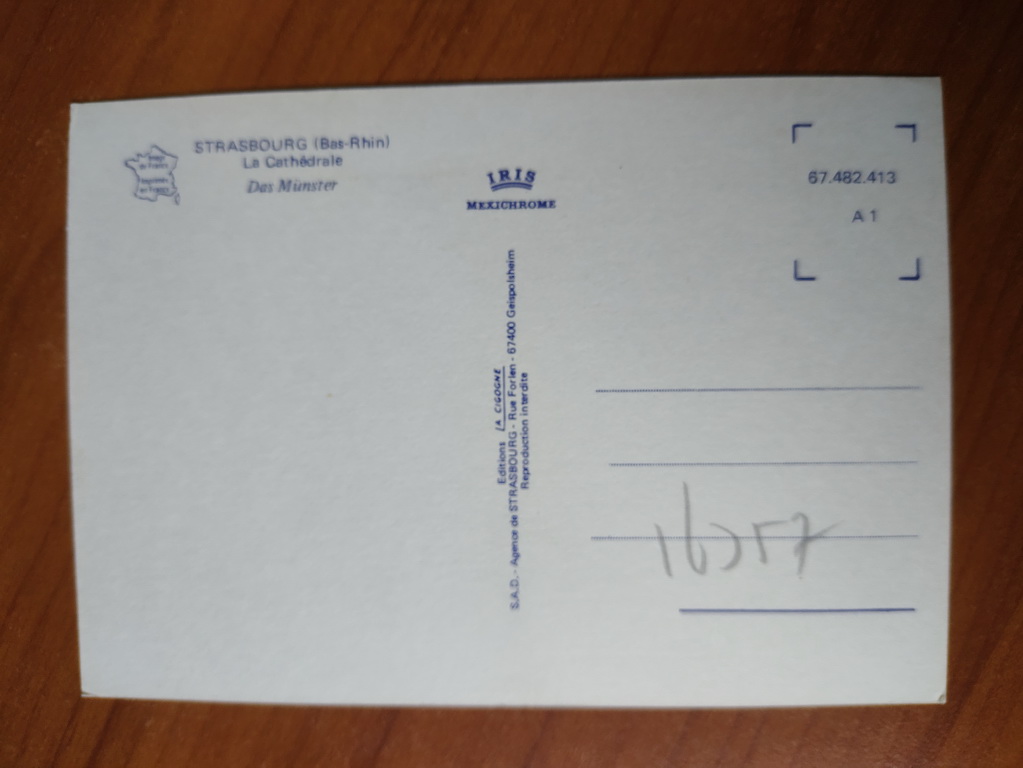 STRASBOURG (Bas-Rhin)
La Cathédrale
Das Münster
IRIS
MEXICHROME
67.482.413
A 1
Editions LA CIGOGNE
S.A.D. - Agence de STRASBOURG - Rue Forlen - 67400 Geispolsheim
Reproduction interdite